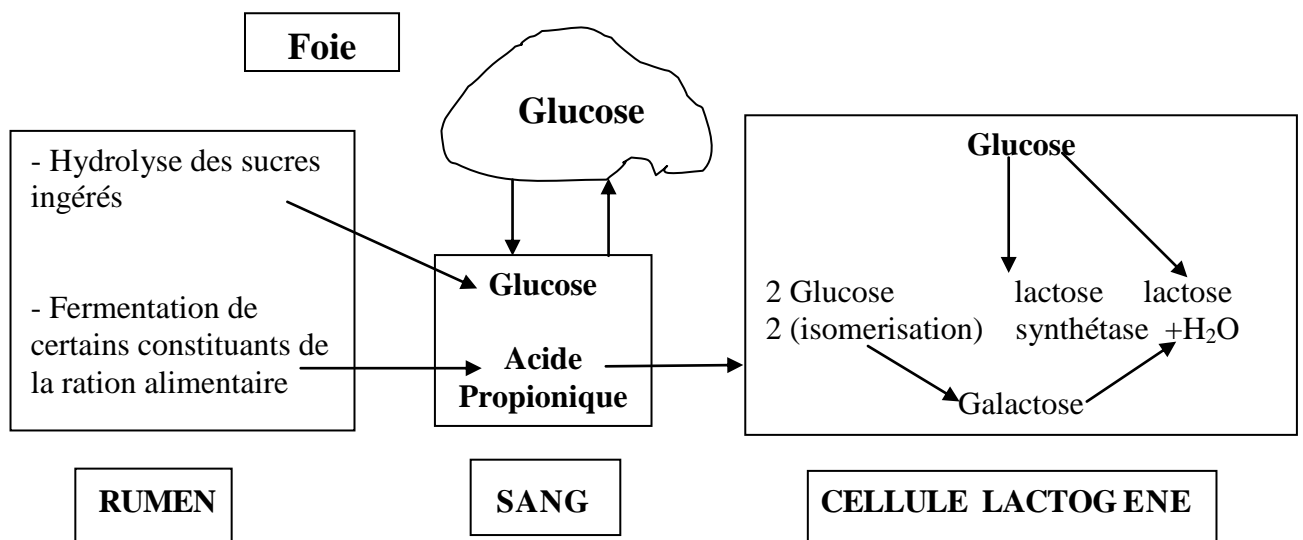 Foie
Glucose
- Hydrolyse des sucres
ingérés
- Fermentation de
certains constituants de
la ration alimentaire
Glucose
Acide
Propionique
Glucose
2 Glucose lactose lactose
2 (isomerisation) synthétase +H₂O
Galactose
RUMEN
SANG
CELLULE LACTOG ENE